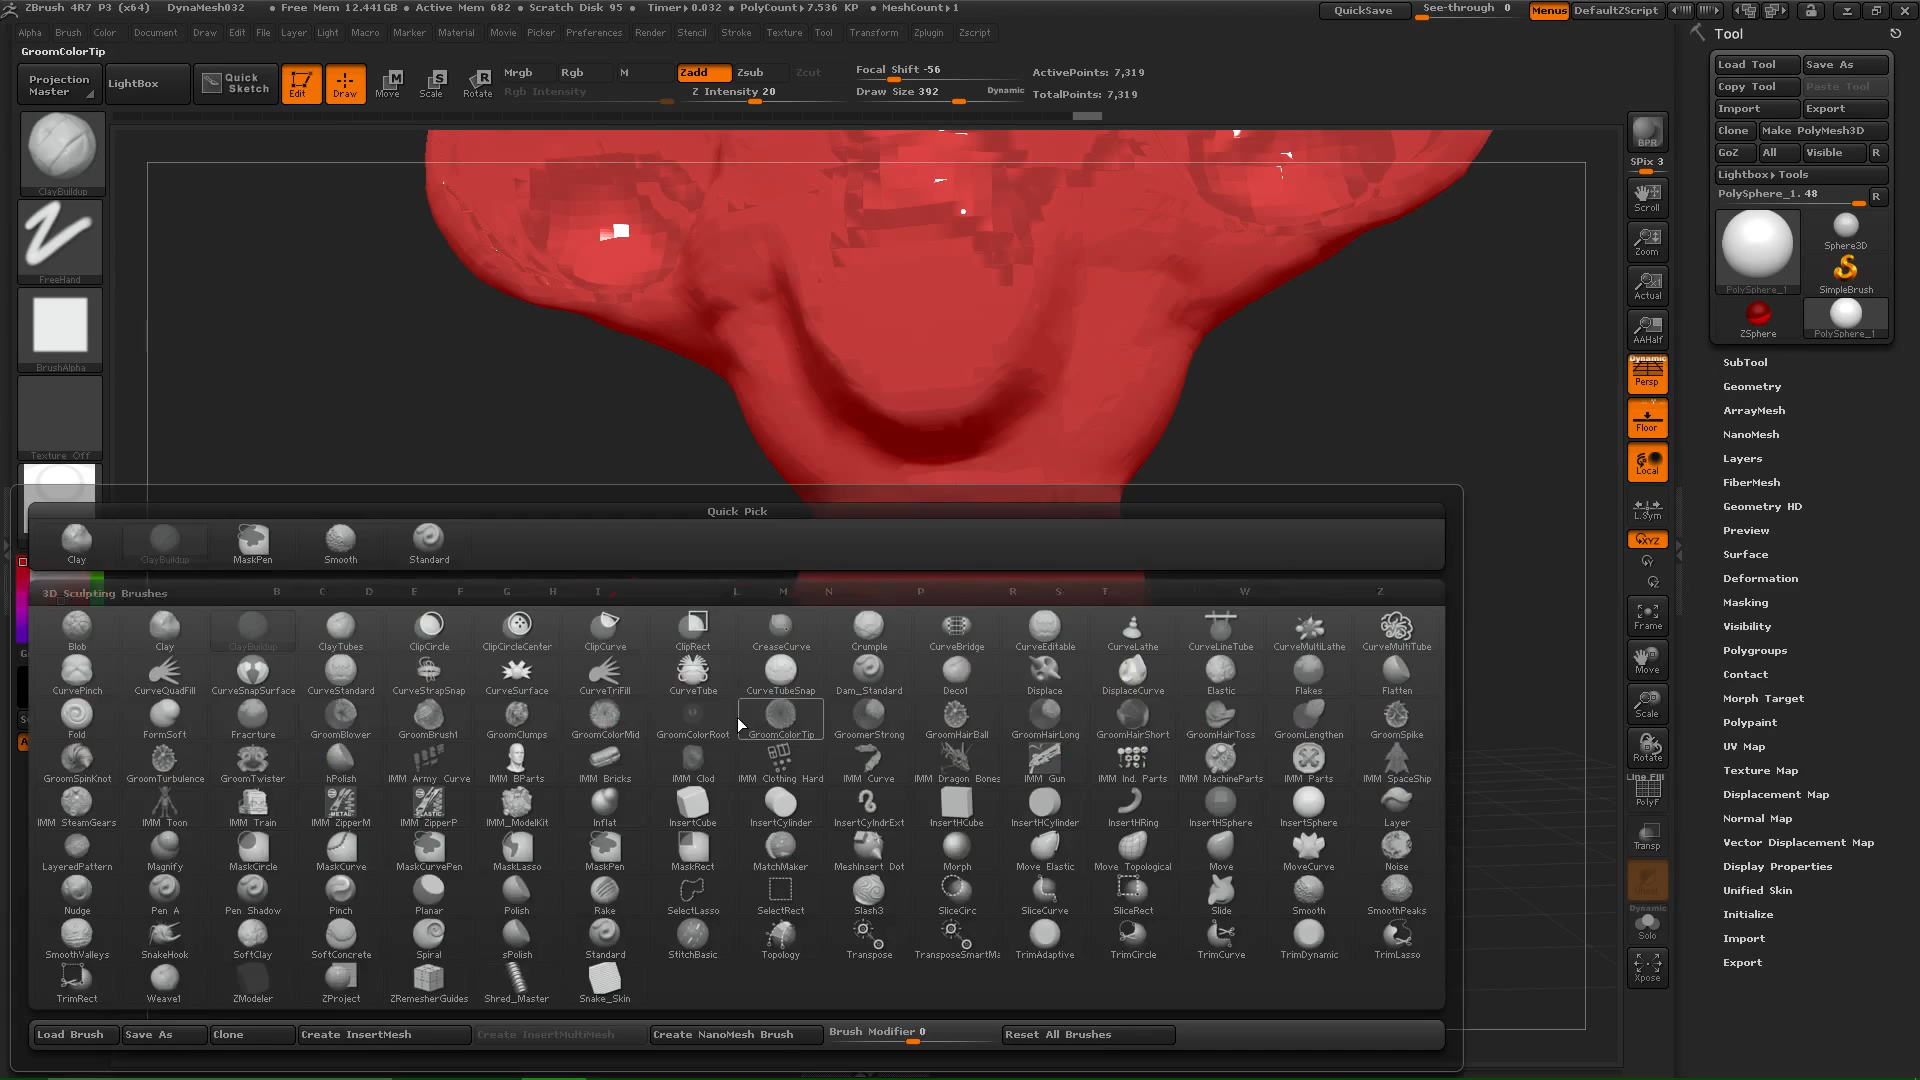 ZBrush 4R7 P3 (x64) DynaMesh032 • Free Mem 12.441GB • Active Mem 682 • Scratch Disk 95 • Timer▸0.032 • PolyCount▸7.536 KP • MeshCount▸1
QuickSave See-through 0 Menus DefaultZScript
Alpha Brush Color Document Draw Edit File Layer Light Macro Marker Material Movie Picker Preferences Render Stencil Stroke Texture Tool Transform Zplugin Zscript
GroomColorTip
Projection Master
LightBox
Quick Sketch
Edit Draw Move Scale Rotate
Mrgb Rgb M Zadd Zsub Zcut
Rgb Intensity Z Intensity 20
Focal Shift -56
Draw Size 392 Dynamic
ActivePoints: 7,319
TotalPoints: 7,319
ClayBuildup
FreeHand
BrushAlpha
Texture Off
Quick Pick
Clay ClayBuildup MaskPen Smooth Standard
3D Sculpting Brushes B C D E F G H I L M N P R S T W Z
Blob Clay ClayBuildup ClayTubes ClipCircle ClipCircleCenter ClipCurve ClipRect CreaseCurve Crumple CurveBridge CurveEditable CurveLathe CurveLineTube CurveMultiLathe CurveMultiTube
CurvePinch CurveQuadFill CurveSnapSurface CurveStandard CurveStrapSnap CurveSurface CurveTriFill CurveTube CurveTubeSnap Dam_Standard Deco1 Displace DisplaceCurve Elastic Flakes Flatten
Fold FormSoft Fracrture GroomBlower GroomBrush1 GroomClumps GroomColorMid GroomColorRoot GroomColorTip GroomerStrong GroomHairBall GroomHairLong GroomHairShort GroomHairToss GroomLengthen GroomSpike
GroomSpinKnot GroomTurbulence GroomTwister hPolish IMM Army Curve IMM BParts IMM Bricks IMM Clod IMM Clothing Hard IMM Curve IMM Dragon Bones IMM Gun IMM Ind. Parts IMM MachineParts IMM Parts IMM SpaceShip
IMM SteamGears IMM Toon IMM Train IMM ZipperM IMM ZipperP IMM_ModelKit Inflat InsertCube InsertCylinder InsertCylndrExt InsertHCube InsertHCylinder InsertHRing InsertHSphere InsertSphere Layer
LayeredPattern Magnify MaskCircle MaskCurve MaskCurvePen MaskLasso MaskPen MaskRect MatchMaker MeshInsert Dot Morph Move Elastic Move Topological Move MoveCurve Noise
Nudge Pen A Pen Shadow Pinch Planar Polish Rake SelectLasso SelectRect Slash3 SliceCirc SliceCurve SliceRect Slide Smooth SmoothPeaks
SmoothValleys SnakeHook SoftClay SoftConcrete Spiral sPolish Standard StitchBasic Topology Transpose TransposeSmartMa TrimAdaptive TrimCircle TrimCurve TrimDynamic TrimLasso
TrimRect Weave1 ZModeler ZProject ZRemesherGuides Shred_Master Snake_Skin
Load Brush Save As Clone Create InsertMesh Create InsertMultiMesh Create NanoMesh Brush Brush Modifier 0 Reset All Brushes
BPR
SPix 3
Scroll
Zoom
Actual
AAHalf
Dynamic
Persp
Floor
Local
L.Sym
XYZ
Frame
Move
Scale
Rotate
Line Fill
PolyF
Transp
Dynamic
Solo
Xpose
Tool
Load Tool Save As
Copy Tool Paste Tool
Import Export
Clone Make PolyMesh3D
GoZ All Visible R
Lightbox▸Tools
PolySphere_1. 48 R
PolySphere_1 Sphere3D
SimpleBrush
ZSphere PolySphere_1
SubTool
Geometry
ArrayMesh
NanoMesh
Layers
FiberMesh
Geometry HD
Preview
Surface
Deformation
Masking
Visibility
Polygroups
Contact
Morph Target
Polypaint
UV Map
Texture Map
Displacement Map
Normal Map
Vector Displacement Map
Display Properties
Unified Skin
Initialize
Import
Export